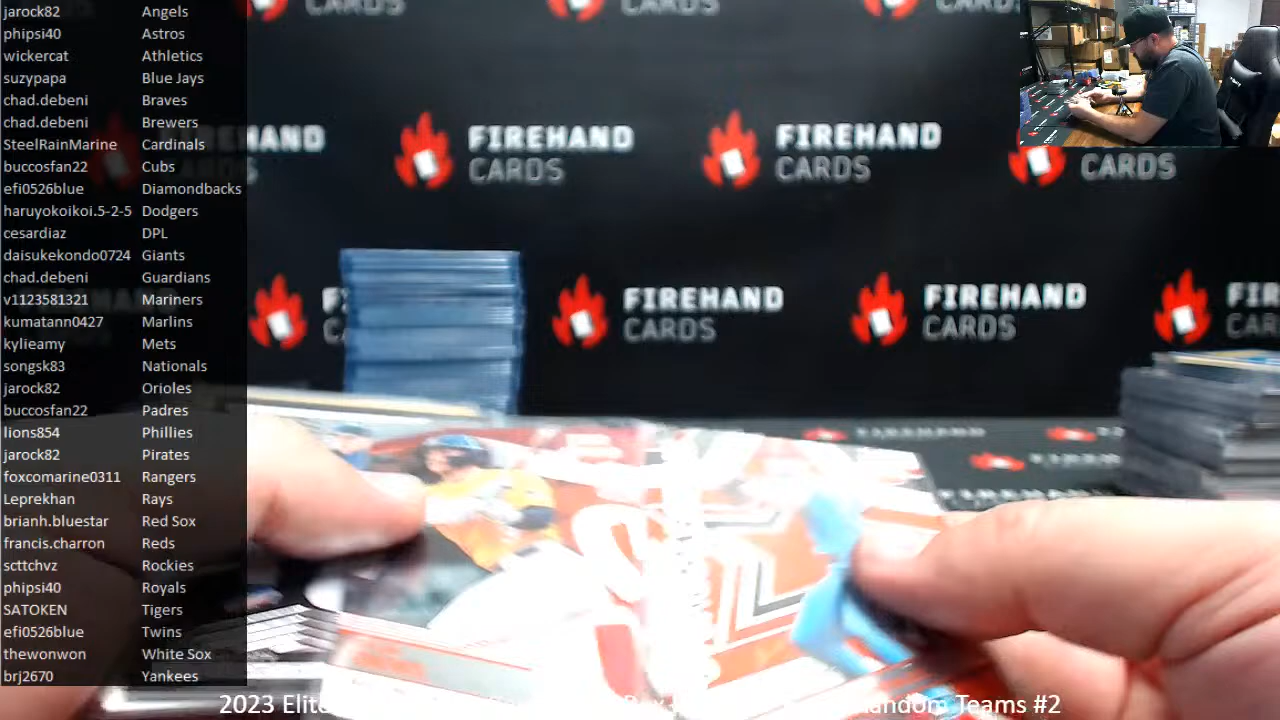 jarock82 Angels
phipsi40 Astros
wickercat Athletics
suzypapa Blue Jays
chad.debeni Braves
chad.debeni Brewers
SteelRainMarine Cardinals
buccosfan22 Cubs
efi0526blue Diamondbacks
haruyokoikoi.5-2-5 Dodgers
cesardiaz DPL
daisukekondo0724 Giants
chad.debeni Guardians
v1123581321 Mariners
kumatann0427 Marlins
kylieamy Mets
songsk83 Nationals
jarock82 Orioles
buccosfan22 Padres
lions854 Phillies
jarock82 Pirates
foxcomarine0311 Rangers
Leprekhan Rays
brianh.bluestar Red Sox
francis.charron Reds
scttchvz Rockies
phipsi40 Royals
SATOKEN Tigers
efi0526blue Twins
thewonwon White Sox
brj2670 Yankees
CARDS
CARDS
CARDS
FIREHAND
CARDS
FIREHAND
CARDS
CARDS
FIREHAND
CARDS
FIREHAND
CARDS
2023 Elite
Teams #2